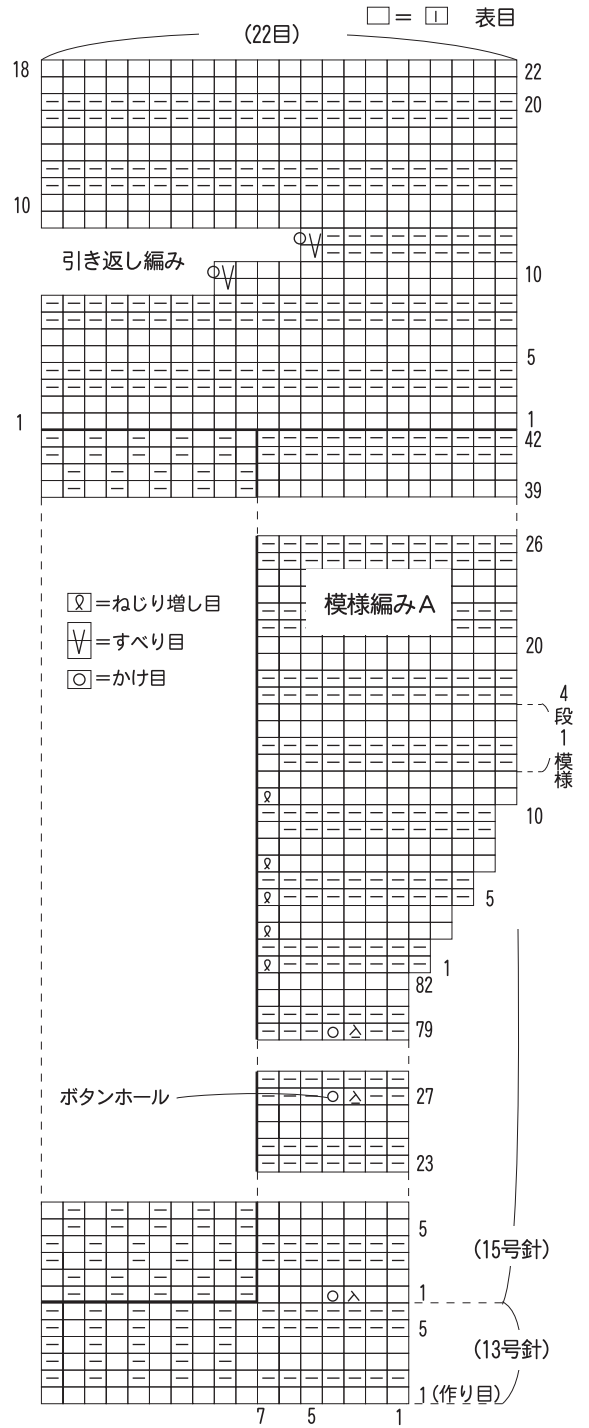 □ = | 表目
(22目)
18
22
20
10
引き返し編み
10
5
1
1
42
39
26
模様編みA
=ねじり増し目
=すべり目
=かけ目
20
4段1模様
10
5
1
82
79
ボタンホール
27
23
5
(15号針)
1
5
(13号針)
1(作り目)
7 5 1